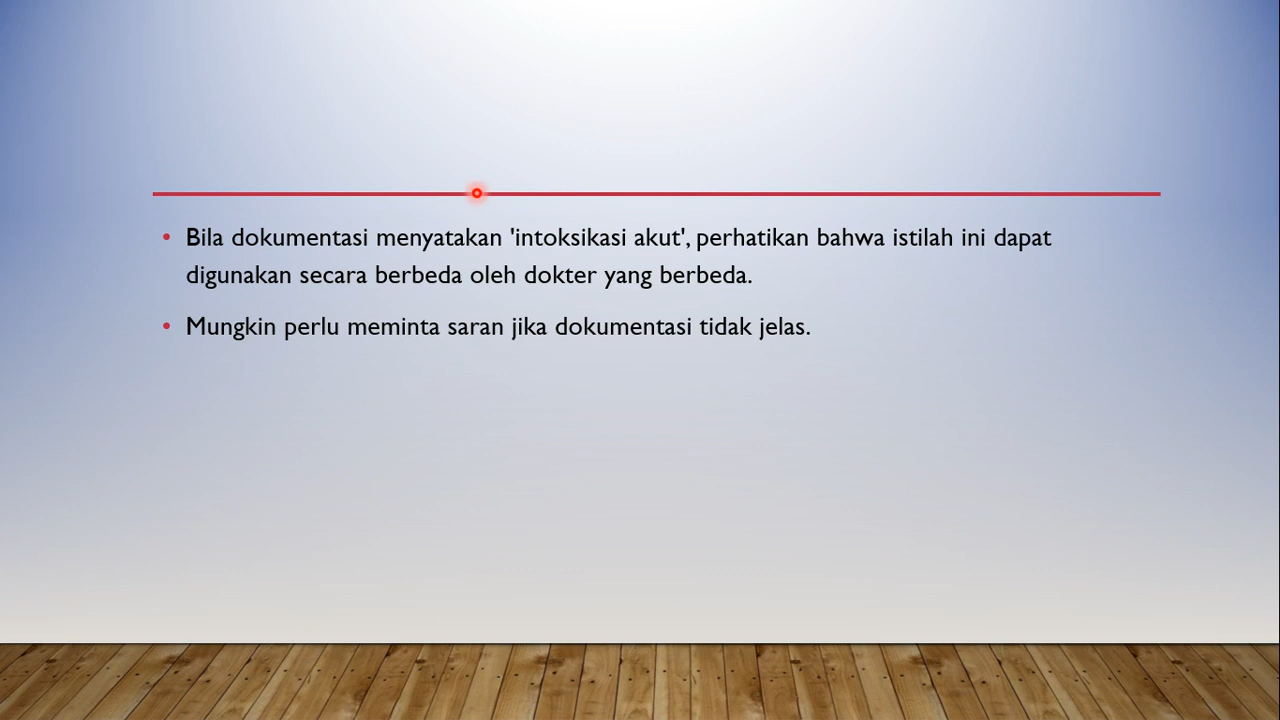 • Bila dokumentasi menyatakan 'intoksikasi akut', perhatikan bahwa istilah ini dapat
digunakan secara berbeda oleh dokter yang berbeda.
• Mungkin perlu meminta saran jika dokumentasi tidak jelas.